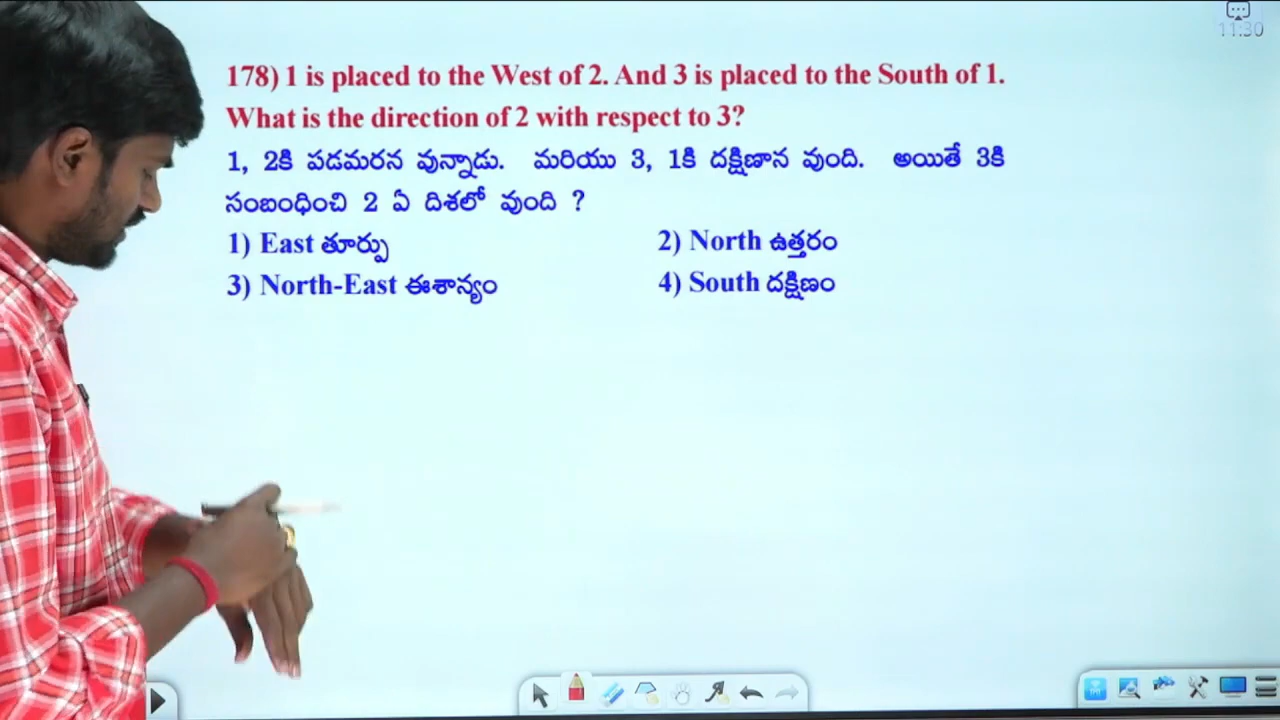 11:30
178) 1 is placed to the West of 2. And 3 is placed to the South of 1.
What is the direction of 2 with respect to 3?
1, 2కి పడమరన వున్నాడు. మరియు 3, 1కి దక్షిణాన వుంది. అయితే 3కి
సంబంధించి 2 ఏ దిశలో వుంది ?
1) East తూర్పు 2) North ఉత్తరం
3) North-East ఈశాన్యం 4) South దక్షిణం